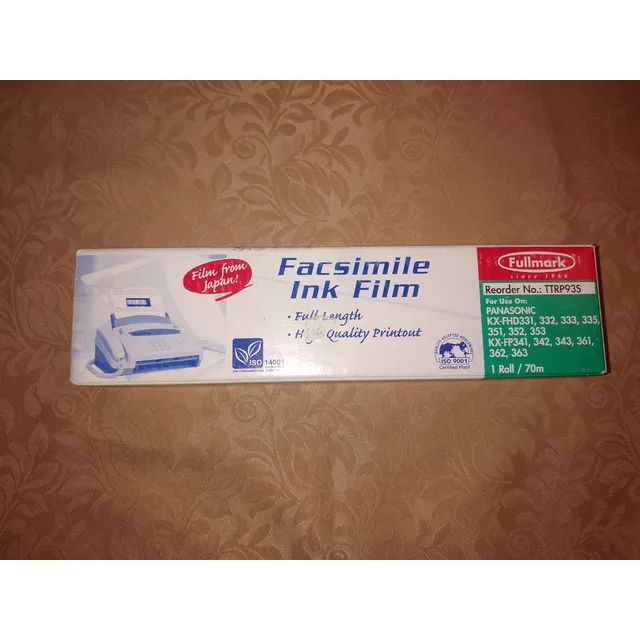 Film from
Japan!
Facsimile
Ink Film
• Full-Length
• High Quality Printout
ISO 14001
ISO 9001
Certified Plant
Fullmark
since 1966
Reorder No.: TTRP93S
For Use On:
PANASONIC
KX-FHD331, 332, 333, 335,
351, 352, 353
KX-FP341, 342, 343, 361,
362, 363
1 Roll / 70m